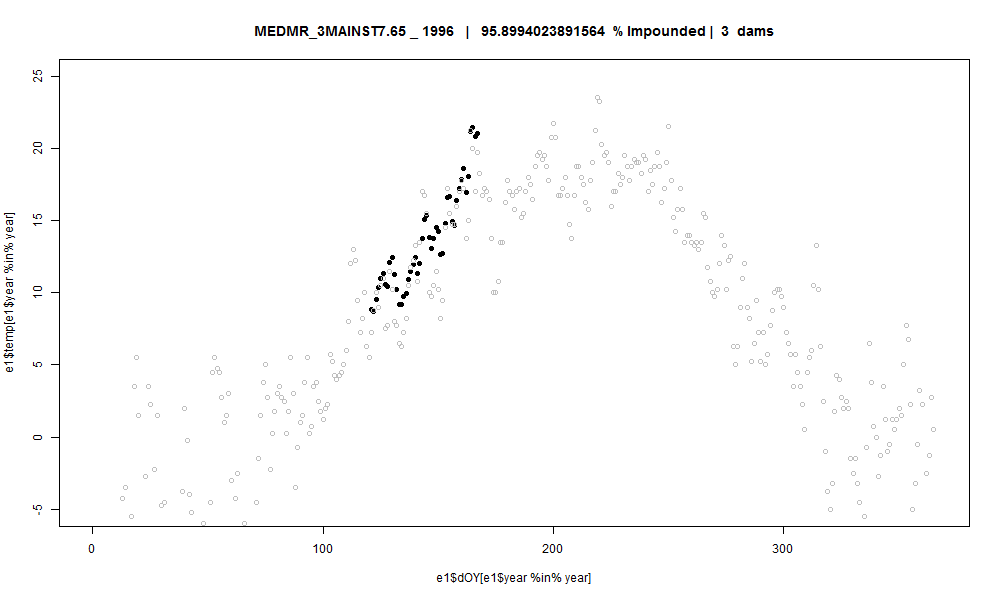 MEDMR_3MAINST7.65 _ 1996 | 95.8994023891564 % Impounded | 3 dams
25
20
15
10
5
0
-5
e1$temp[e1$year %in% year]
0 100 200 300
e1$dOY[e1$year %in% year]